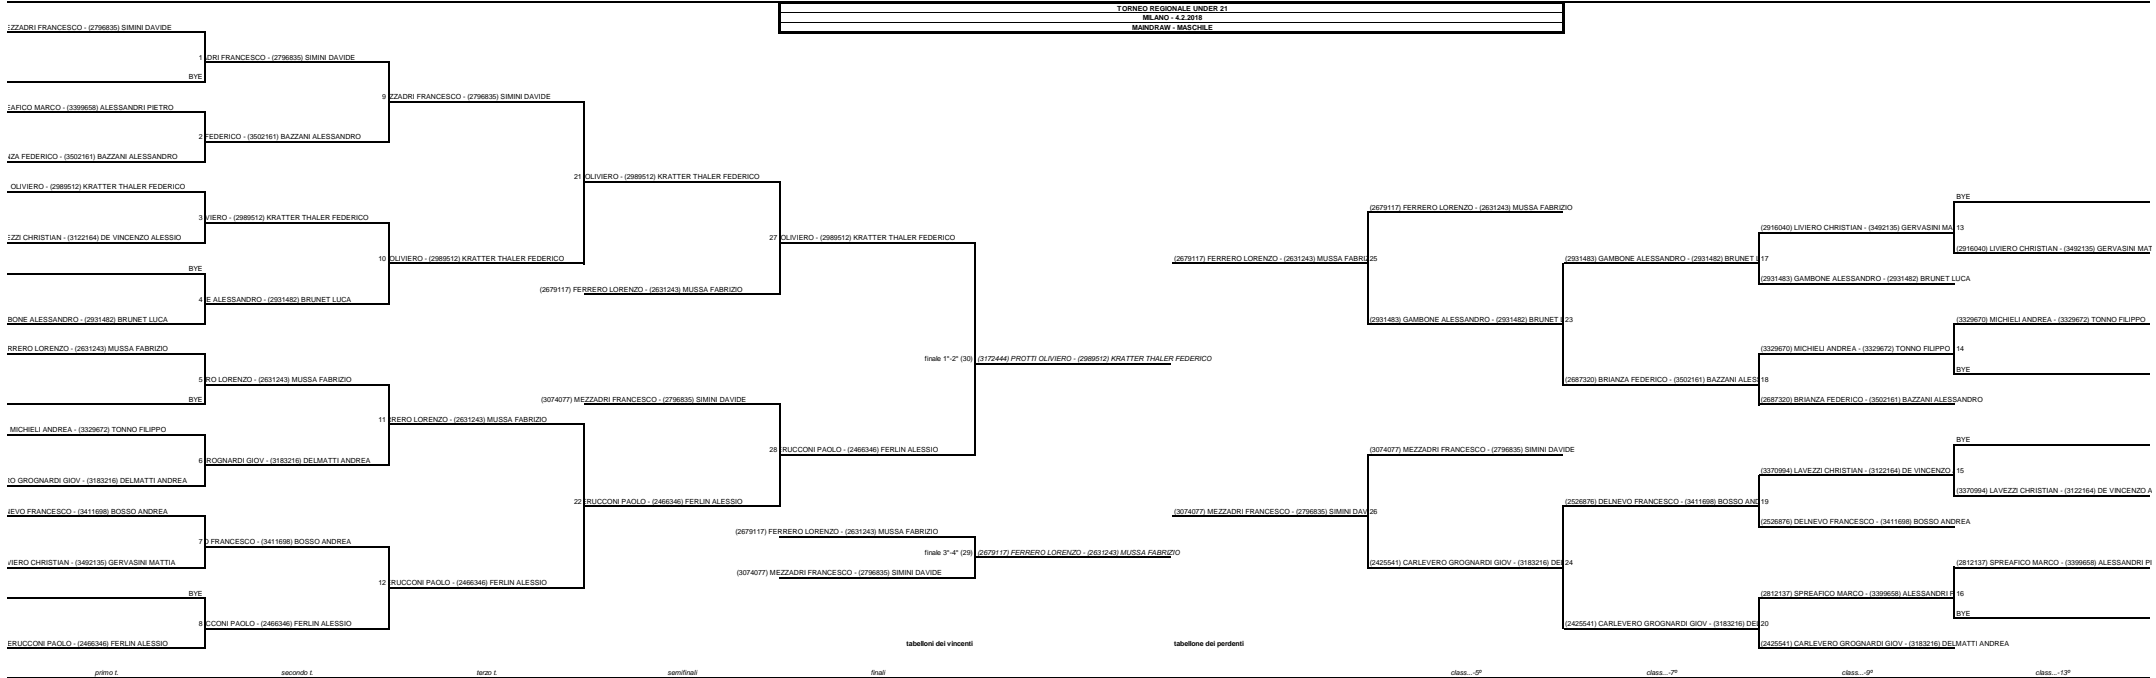 TORNEO REGIONALE UNDER 21
MILANO - 4.2.2018
MAINDRAW - MASCHILE
EZZADRI FRANCESCO - (2796835) SIMINI DAVIDE
1 DRI FRANCESCO - (2796835) SIMINI DAVIDE
BYE
9 ZZADRI FRANCESCO - (2796835) SIMINI DAVIDE
EAFICO MARCO - (3399658) ALESSANDRI PIETRO
2 FEDERICO - (3502161) BAZZANI ALESSANDRO
NZA FEDERICO - (3502161) BAZZANI ALESSANDRO
21 OLIVIERO - (2989512) KRATTER THALER FEDERICO
OLIVIERO - (2989512) KRATTER THALER FEDERICO
3 VIERO - (2989512) KRATTER THALER FEDERICO
EZZI CHRISTIAN - (3122164) DE VINCENZO ALESSIO
27 OLIVIERO - (2989512) KRATTER THALER FEDERICO
10 OLIVIERO - (2989512) KRATTER THALER FEDERICO
BYE
(2679117) FERRERO LORENZO - (2631243) MUSSA FABRIZIO
4 E ALESSANDRO - (2931482) BRUNET LUCA
BONE ALESSANDRO - (2931482) BRUNET LUCA
RRERO LORENZO - (2631243) MUSSA FABRIZIO
finale 1°-2° (30) (3172444) PROTTI OLIVIERO - (2989512) KRATTER THALER FEDERICO
5 RO LORENZO - (2631243) MUSSA FABRIZIO
BYE
(3074077) MEZZADRI FRANCESCO - (2796835) SIMINI DAVIDE
11 RRERO LORENZO - (2631243) MUSSA FABRIZIO
MICHIELI ANDREA - (3329672) TONNO FILIPPO
28 ERUCCONI PAOLO - (2466346) FERLIN ALESSIO
6 ROGNARDI GIOV - (3183216) DELMATTI ANDREA
RO GROGNARDI GIOV - (3183216) DELMATTI ANDREA
22 ERUCCONI PAOLO - (2466346) FERLIN ALESSIO
NEVO FRANCESCO - (3411698) BOSSO ANDREA
(2679117) FERRERO LORENZO - (2631243) MUSSA FABRIZIO
7 O FRANCESCO - (3411698) BOSSO ANDREA
finale 3°-4° (29) (2679117) FERRERO LORENZO - (2631243) MUSSA FABRIZIO
VIERO CHRISTIAN - (3492135) GERVASINI MATTIA
(3074077) MEZZADRI FRANCESCO - (2796835) SIMINI DAVIDE
12 ERUCCONI PAOLO - (2466346) FERLIN ALESSIO
BYE
8 CCONI PAOLO - (2466346) FERLIN ALESSIO
ERUCCONI PAOLO - (2466346) FERLIN ALESSIO
tabelloni dei vincenti
tabellone dei perdenti
BYE
(2679117) FERRERO LORENZO - (2631243) MUSSA FABRIZIO
(2916040) LIVIERO CHRISTIAN - (3492135) GERVASINI MA 13
(2916040) LIVIERO CHRISTIAN - (3492135) GERVASINI MAT
(2679117) FERRERO LORENZO - (2631243) MUSSA FABRIZ 25
(2931483) GAMBONE ALESSANDRO - (2931482) BRUNET L 17
(2931483) GAMBONE ALESSANDRO - (2931482) BRUNET LUCA
(2931483) GAMBONE ALESSANDRO - (2931482) BRUNET L 23
(3329670) MICHIELI ANDREA - (3329672) TONNO FILIPPO
(3329670) MICHIELI ANDREA - (3329672) TONNO FILIPPO 14
BYE
(2687320) BRIANZA FEDERICO - (3502161) BAZZANI ALES 18
(2687320) BRIANZA FEDERICO - (3502161) BAZZANI ALESSANDRO
BYE
(3074077) MEZZADRI FRANCESCO - (2796835) SIMINI DAVIDE
(3370994) LAVEZZI CHRISTIAN - (3122164) DE VINCENZO 15
(3370994) LAVEZZI CHRISTIAN - (3122164) DE VINCENZO A
(2526876) DELNEVO FRANCESCO - (3411698) BOSSO AND 19
(3074077) MEZZADRI FRANCESCO - (2796835) SIMINI DAV 26
(2526876) DELNEVO FRANCESCO - (3411698) BOSSO ANDREA
(2425541) CARLEVERO GROGNARDI GIOV - (3183216) DEL 24
(2812137) SPREAFICO MARCO - (3399658) ALESSANDRI PI
(2812137) SPREAFICO MARCO - (3399658) ALESSANDRI P 16
BYE
(2425541) CARLEVERO GROGNARDI GIOV - (3183216) DEL 20
(2425541) CARLEVERO GROGNARDI GIOV - (3183216) DELMATTI ANDREA
primo t. secondo t. terzo t. semifinali finali class...-5° class...-7° class...-9° class...-13°